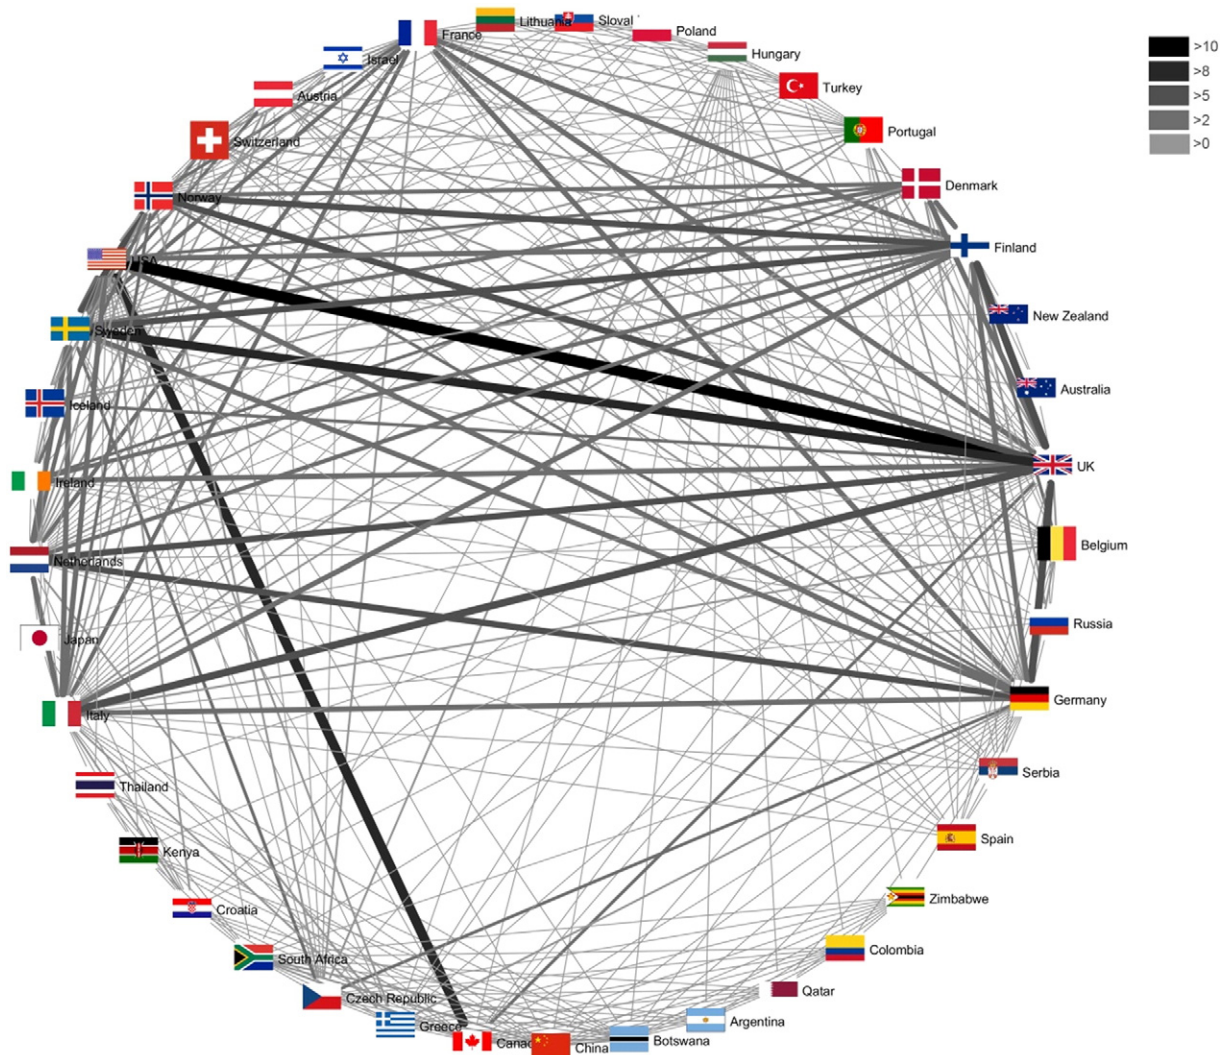 France
Lithuania
Sloval
Poland
Hungary
Israel
Turkey
Austria
Portugal
Switzerland
Denmark
Norway
Finland
USA
New Zealand
Sweden
Australia
Iceland
UK
Ireland
Belgium
Netherlands
Russia
Japan
Germany
Italy
Serbia
Thailand
Spain
Kenya
Zimbabwe
Croatia
Colombia
South Africa
Qatar
Czech Republic
Argentina
Greece
Canad
China
Botswana
>10
>8
>5
>2
>0